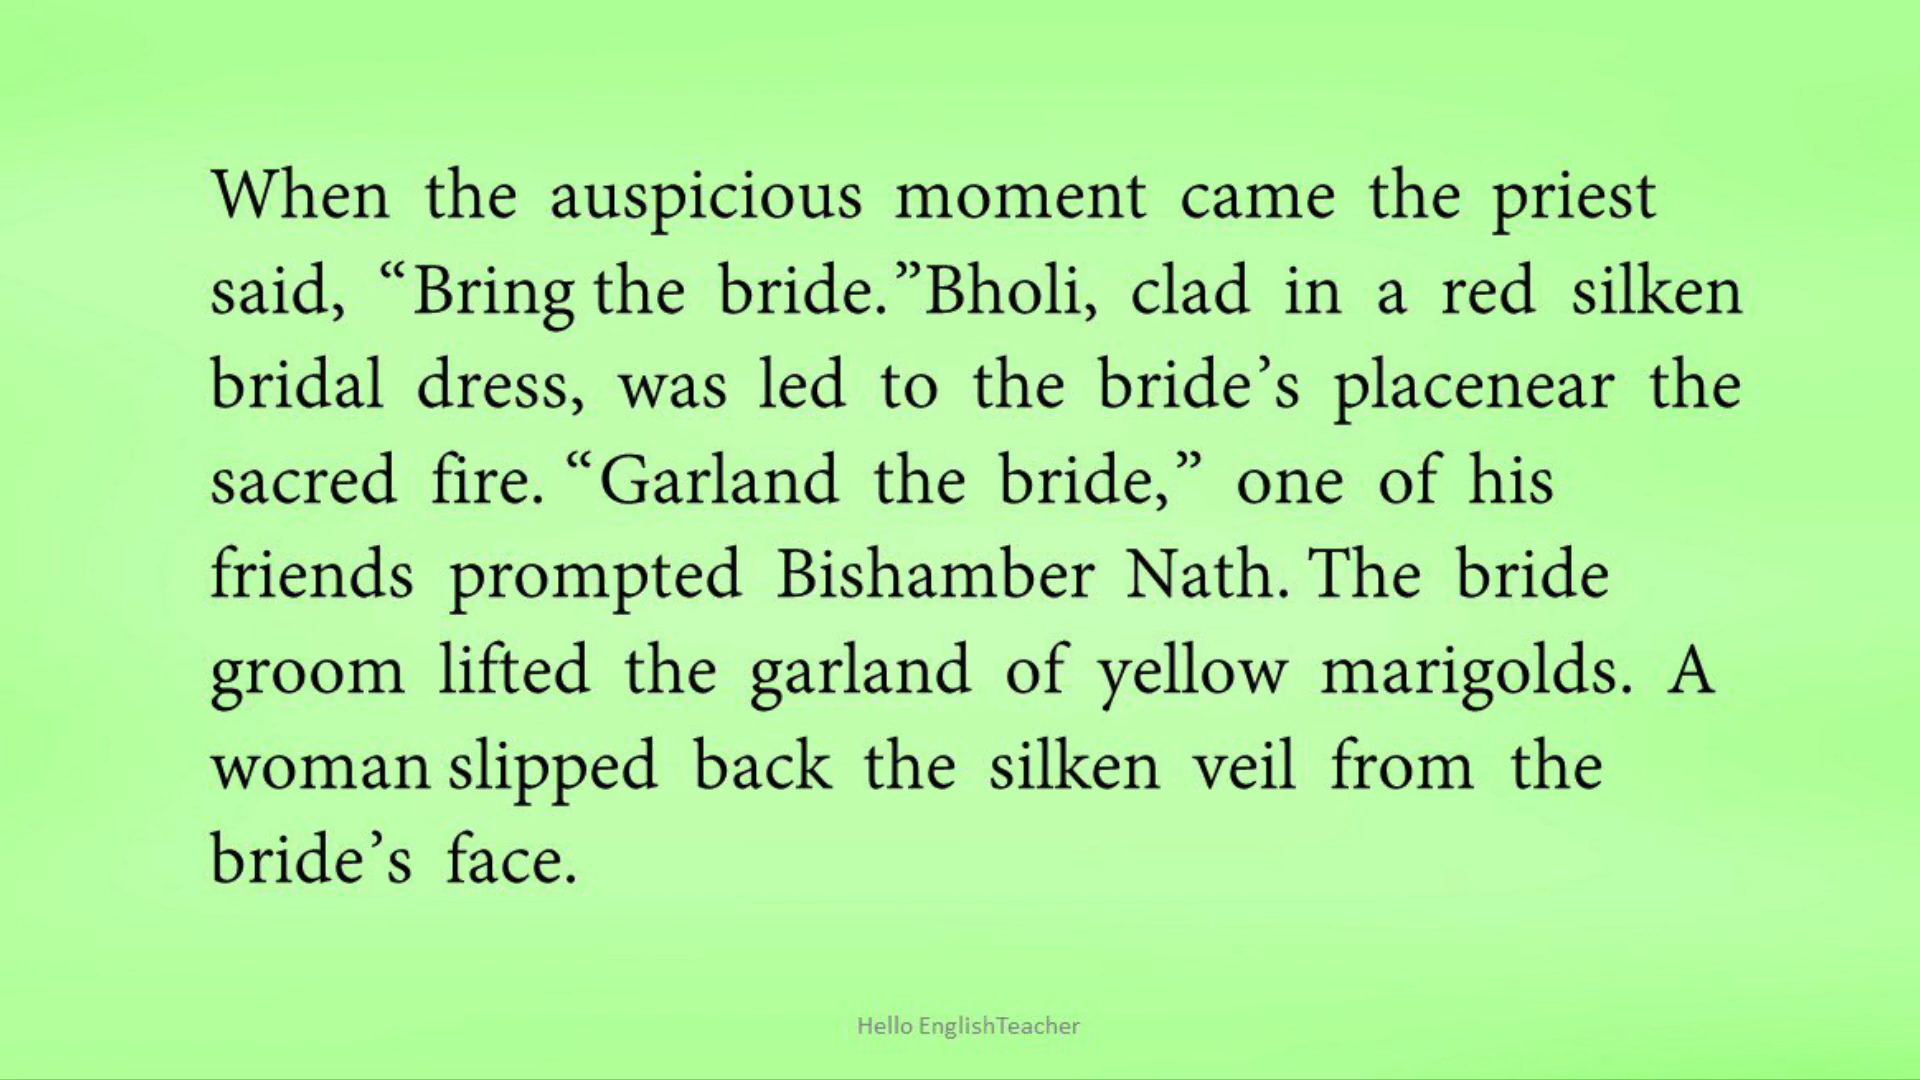 When the auspicious moment came the priest
said, “Bring the bride.”Bholi, clad in a red silken
bridal dress, was led to the bride’s placenear the
sacred fire. “Garland the bride,” one of his
friends prompted Bishamber Nath. The bride
groom lifted the garland of yellow marigolds. A
woman slipped back the silken veil from the
bride’s face.
Hello EnglishTeacher